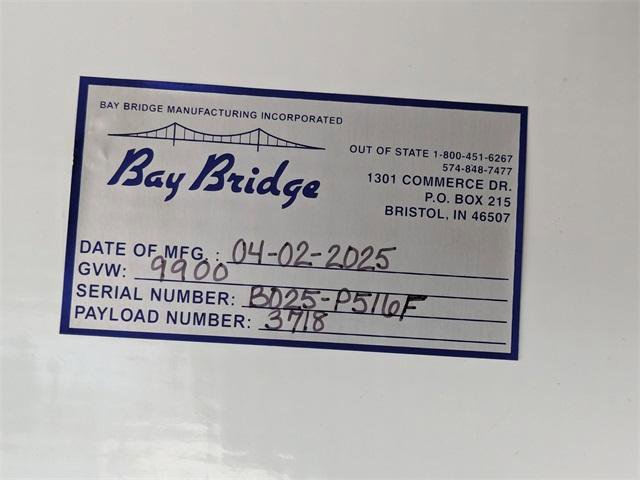 BAY BRIDGE MANUFACTURING INCORPORATED
Bay Bridge
OUT OF STATE 1-800-451-6267
574-848-7477
1301 COMMERCE DR.
P.O. BOX 215
BRISTOL, IN 46507
DATE OF MFG. : 04-02-2025
GVW: 9900
SERIAL NUMBER: BD25-P516F
PAYLOAD NUMBER: 3718